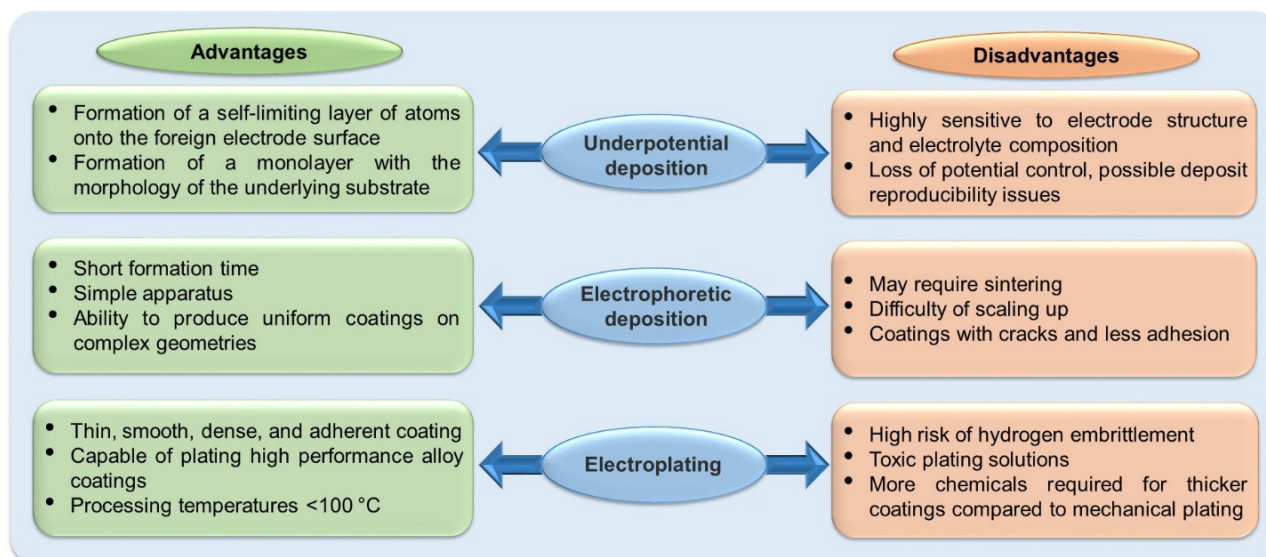 Advantages
Disadvantages
• Formation of a self-limiting layer of atoms
onto the foreign electrode surface
• Formation of a monolayer with the
morphology of the underlying substrate
Underpotential
deposition
• Highly sensitive to electrode structure
and electrolyte composition
• Loss of potential control, possible deposit
reproducibility issues
• Short formation time
• Simple apparatus
• Ability to produce uniform coatings on
complex geometries
Electrophoretic
deposition
• May require sintering
• Difficulty of scaling up
• Coatings with cracks and less adhesion
• Thin, smooth, dense, and adherent coating
• Capable of plating high performance alloy
coatings
• Processing temperatures <100 °C
Electroplating
• High risk of hydrogen embrittlement
• Toxic plating solutions
• More chemicals required for thicker
coatings compared to mechanical plating